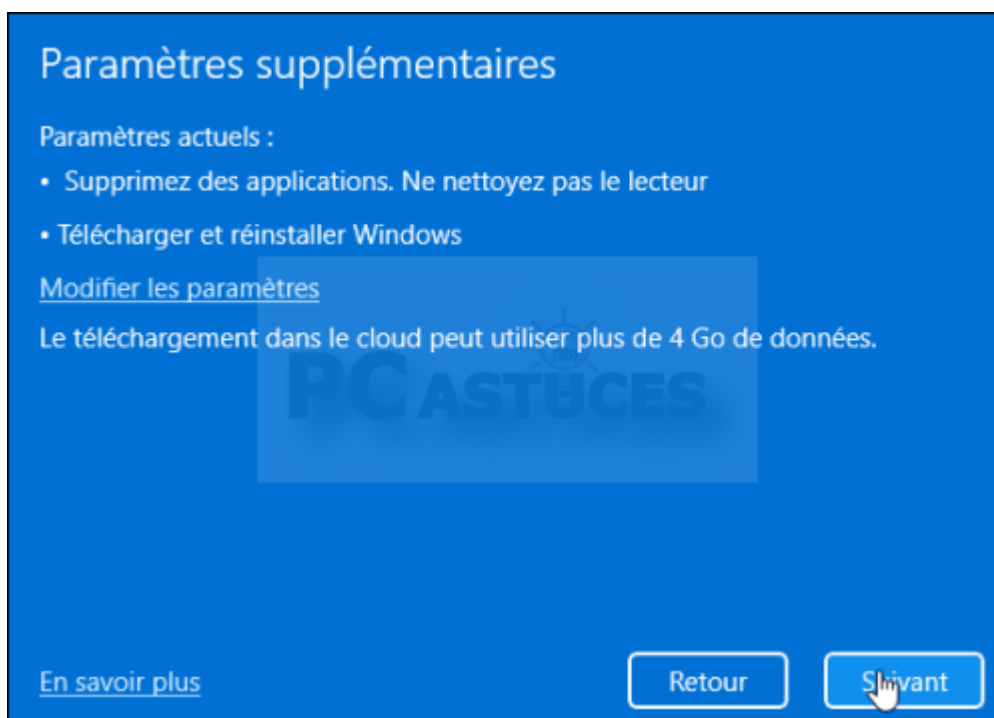 Paramètres supplémentaires
Paramètres actuels :
• Supprimez des applications. Ne nettoyez pas le lecteur
• Télécharger et réinstaller Windows
Modifier les paramètres
Le téléchargement dans le cloud peut utiliser plus de 4 Go de données.
PC ASTUCES
En savoir plus
Retour
Suivant